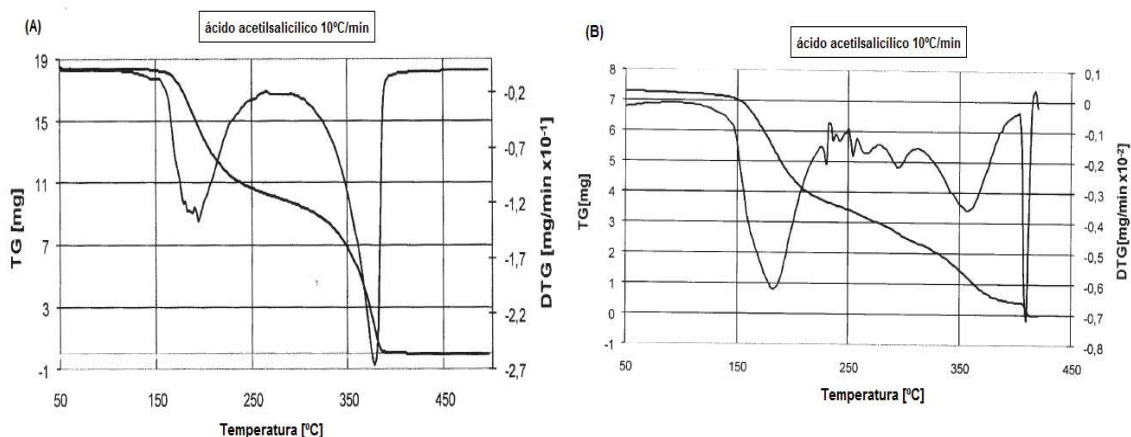 (A)
ácido acetilsalicílico 10ºC/min
TG [mg]
19
15
11
7
3
-1
-0,2
-0,7
-1,2
-1,7
-2,2
-2,7
DTG [mg/min x10⁻¹]
50 150 250 350 450
Temperatura [ºC]
(B)
ácido acetilsalicílico 10ºC/min
TG[mg]
8
7
6
5
4
3
2
1
0
-1
0,1
0
-0,1
-0,2
-0,3
-0,4
-0,5
-0,6
-0,7
-0,8
DTG[mg/min x10⁻²]
50 150 250 350 450
Temperatura [ºC]